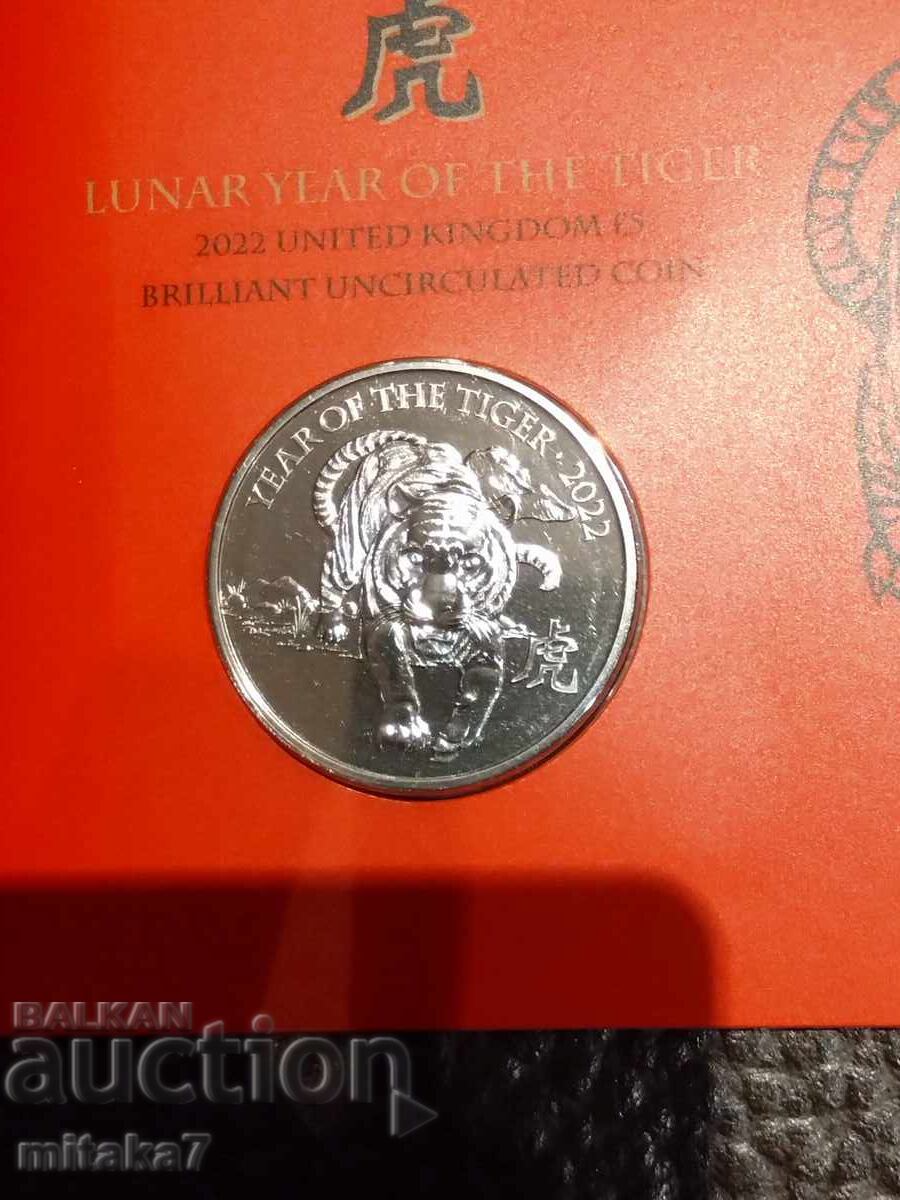 虎
LUNAR YEAR OF THE TIGER
2022 UNITED KINGDOM £5
BRILLIANT UNCIRCULATED COIN
YEAR OF THE TIGER · 2022
虎
BALKAN
auction
mitaka7